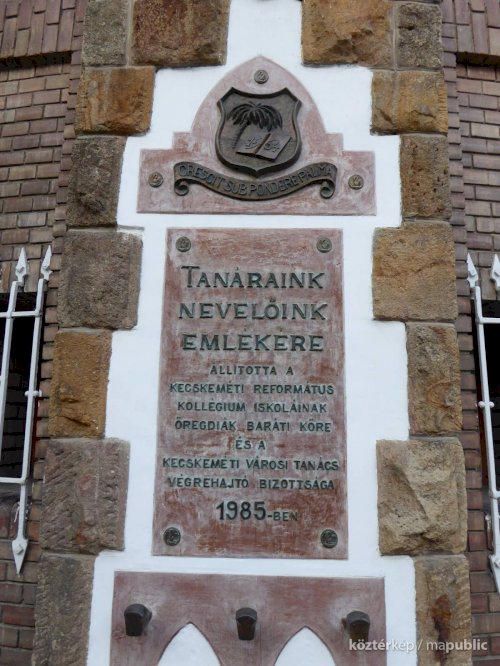 CRESCIT SUB PONDERE PALMA
TANÁRAINK
NEVELŐINK
EMLÉKÉRE
ÁLLÍTOTTA A
KECSKEMÉTI REFORMÁTUS
KOLLÉGIUM ISKOLÁINAK
ÖREGDIÁK BARÁTI KÖRE
ÉS A
KECSKEMÉT VÁROSI TANÁCS
VÉGREHAJTÓ BIZOTTSÁGA
1985-BEN
köztérkép / mapublic